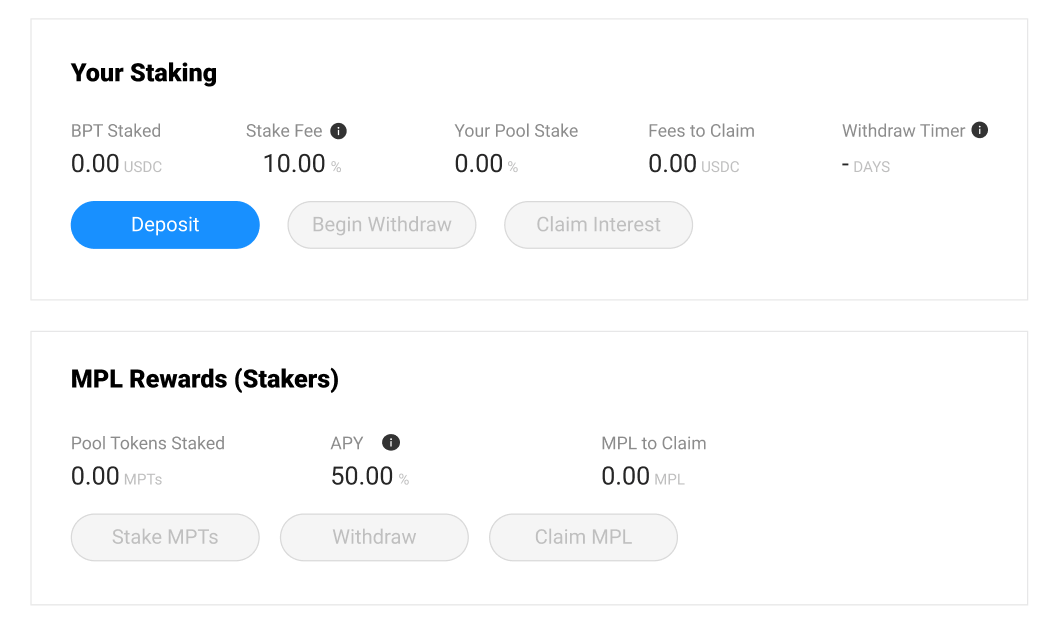 Your Staking
BPT Staked Stake Fee Your Pool Stake Fees to Claim Withdraw Timer
0.00 USDC 10.00 % 0.00 % 0.00 USDC - DAYS
Deposit Begin Withdraw Claim Interest
MPL Rewards (Stakers)
Pool Tokens Staked APY MPL to Claim
0.00 MPTs 50.00 % 0.00 MPL
Stake MPTs Withdraw Claim MPL